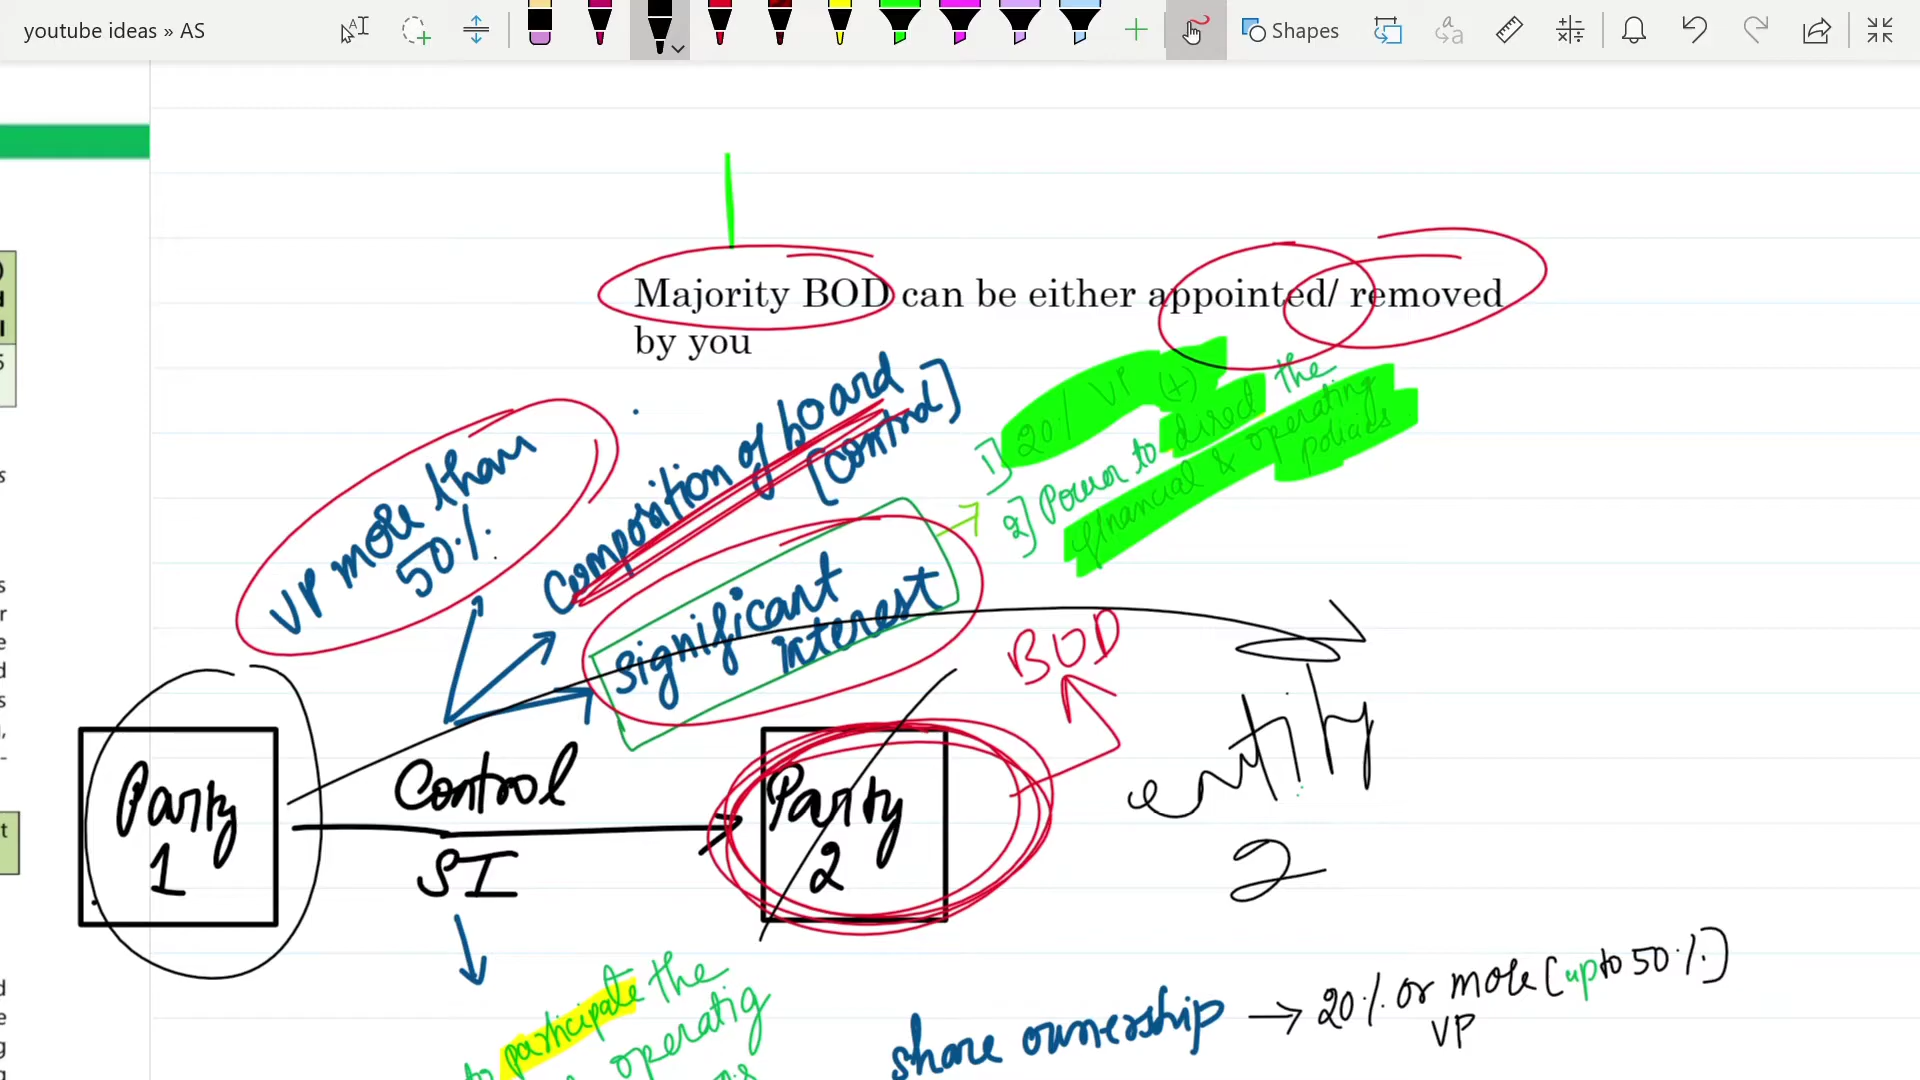 youtube ideas » AS
Shapes
Majority BOD can be either appointed/ removed
by you
VP more than
50%.
composition of board
[control]
significant
interest
1] 20% VP (+)
2] Power to direct the
financial & operating
policies
BOD
Party
1
Control
SI
Party
2
entity
2
to participate the
operatig
share ownership → 20% or more [upto 50%.]
VP